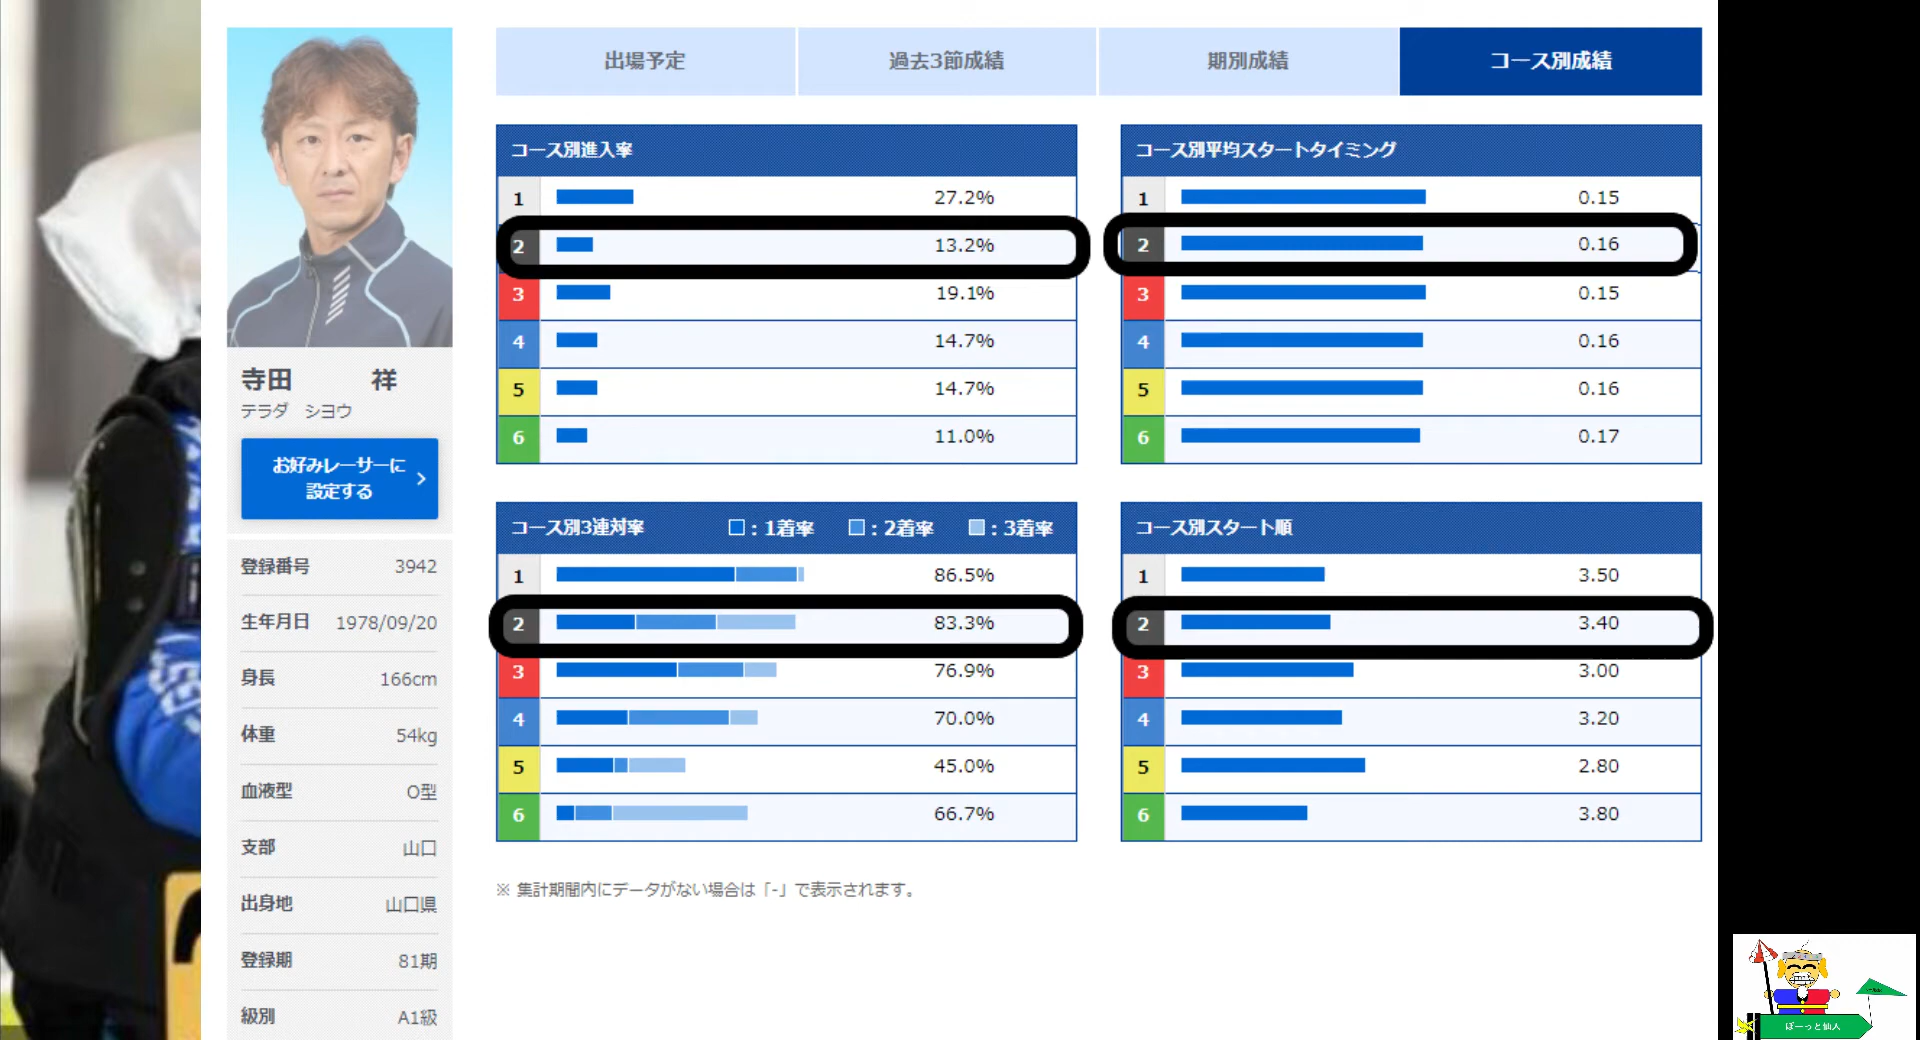 出場予定
過去3節成績
期別成績
コース別成績
寺田 祥
テラダ シヨウ
お好みレーサーに
設定する
登録番号 3942
生年月日 1978/09/20
身長 166cm
体重 54kg
血液型 O型
支部 山口
出身地 山口県
登録期 81期
級別 A1級
コース別進入率
1 27.2%
2 13.2%
3 19.1%
4 14.7%
5 14.7%
6 11.0%
コース別平均スタートタイミング
1 0.15
2 0.16
3 0.15
4 0.16
5 0.16
6 0.17
コース別3連対率 :1着率 :2着率 :3着率
1 86.5%
2 83.3%
3 76.9%
4 70.0%
5 45.0%
6 66.7%
コース別スタート順
1 3.50
2 3.40
3 3.00
4 3.20
5 2.80
6 3.80
※ 集計期間内にデータがない場合は「-」で表示されます。
ぼーっと仙人